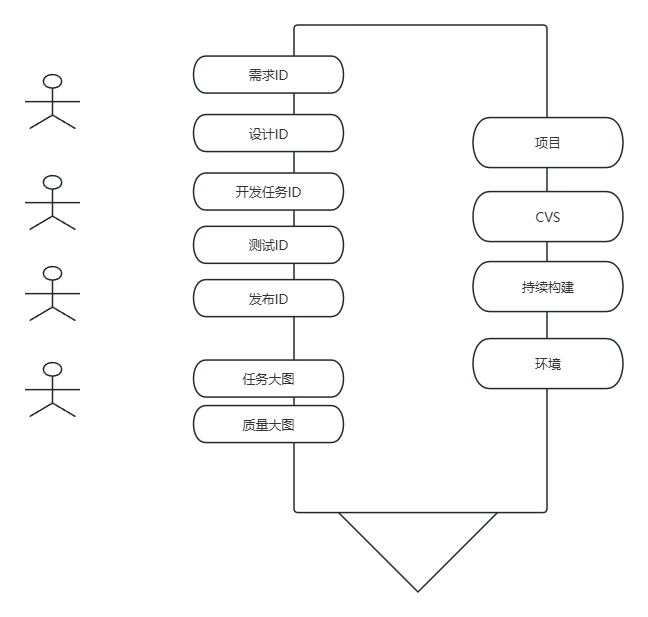 需求ID
设计ID
开发任务ID
测试ID
发布ID
任务大图
质量大图
项目
CVS
持续构建
环境